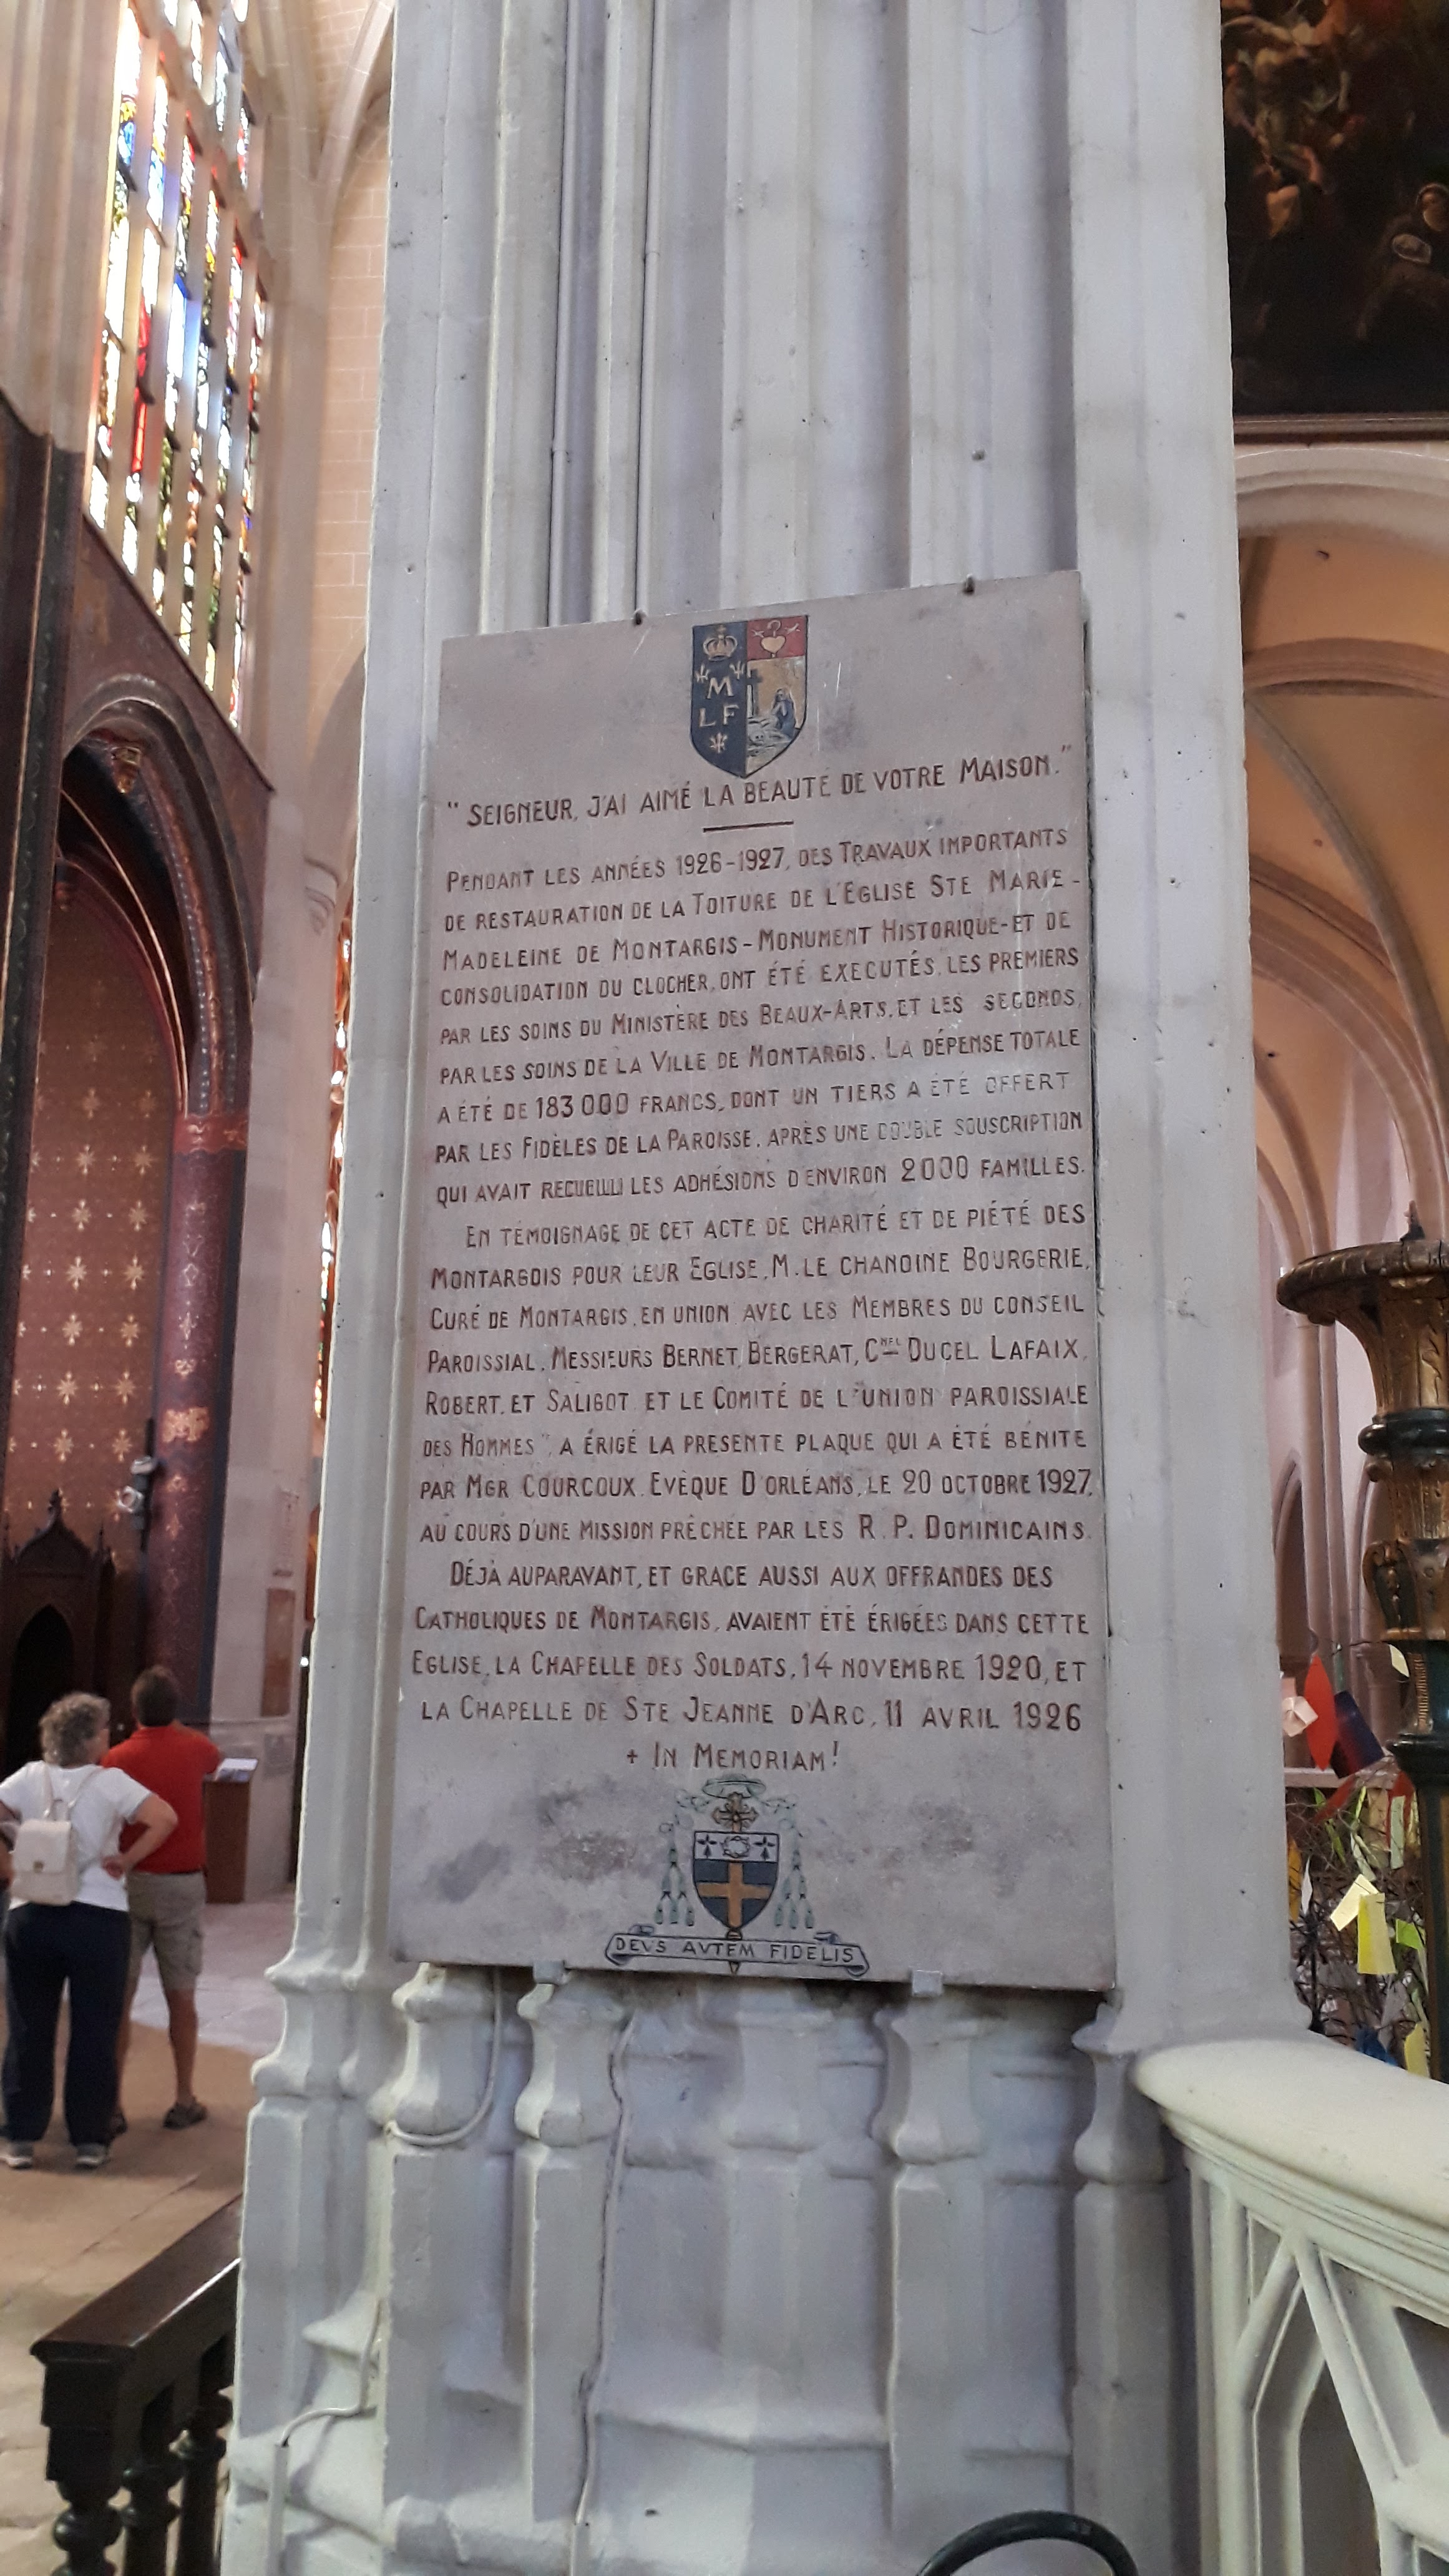 M
L F
" SEIGNEUR, J'AI AIMÉ LA BEAUTÉ DE VOTRE MAISON."
PENDANT LES ANNÉES 1926-1927, DES TRAVAUX IMPORTANTS
DE RESTAURATION DE LA TOITURE DE L'EGLISE STE MARIE-
MADELEINE DE MONTARGIS-MONUMENT HISTORIQUE-ET DE
CONSOLIDATION DU CLOCHER, ONT ÉTÉ EXECUTÉS, LES PREMIERS
PAR LES SOINS DU MINISTÈRE DES BEAUX-ARTS, ET LES SECONDS,
PAR LES SOINS DE LA VILLE DE MONTARGIS. LA DÉPENSE TOTALE
A ÉTÉ DE 183000 FRANCS, DONT UN TIERS A ÉTÉ OFFERT
PAR LES FIDÈLES DE LA PAROISSE, APRÈS UNE DOUBLE SOUSCRIPTION
QUI AVAIT RECUEILLI LES ADHÉSIONS D'ENVIRON 2000 FAMILLES.
EN TÉMOIGNAGE DE CET ACTE DE CHARITÉ ET DE PIÉTÉ DES
MONTARGOIS POUR LEUR EGLISE, M. LE CHANOINE BOURGERIE,
CURÉ DE MONTARGIS, EN UNION AVEC LES MEMBRES DU CONSEIL
PAROISSIAL, MESSIEURS BERNET, BERGERAT, CNEL DUCEL LAFAIX,
ROBERT, ET SALIGOT ET LE COMITÉ DE L'"UNION PAROISSIALE
DES HOMMES", A ÉRIGÉ LA PRESENTE PLAQUE QUI A ÉTÉ BÉNITE
PAR MGR COURCOUX, EVÈQUE D'ORLÉANS, LE 20 OCTOBRE 1927,
AU COURS D'UNE MISSION PRÊCHÉE PAR LES R. P. DOMINICAINS.
DÉJÀ AUPARAVANT, ET GRACE AUSSI AUX OFFRANDES DES
CATHOLIQUES DE MONTARGIS, AVAIENT ÉTÉ ÉRIGÉES DANS CETTE
EGLISE, LA CHAPELLE DES SOLDATS, 14 NOVEMBRE 1920, ET
LA CHAPELLE DE STE JEANNE D'ARC, 11 AVRIL 1926
+ IN MEMORIAM!
DEVS AVTEM FIDELIS